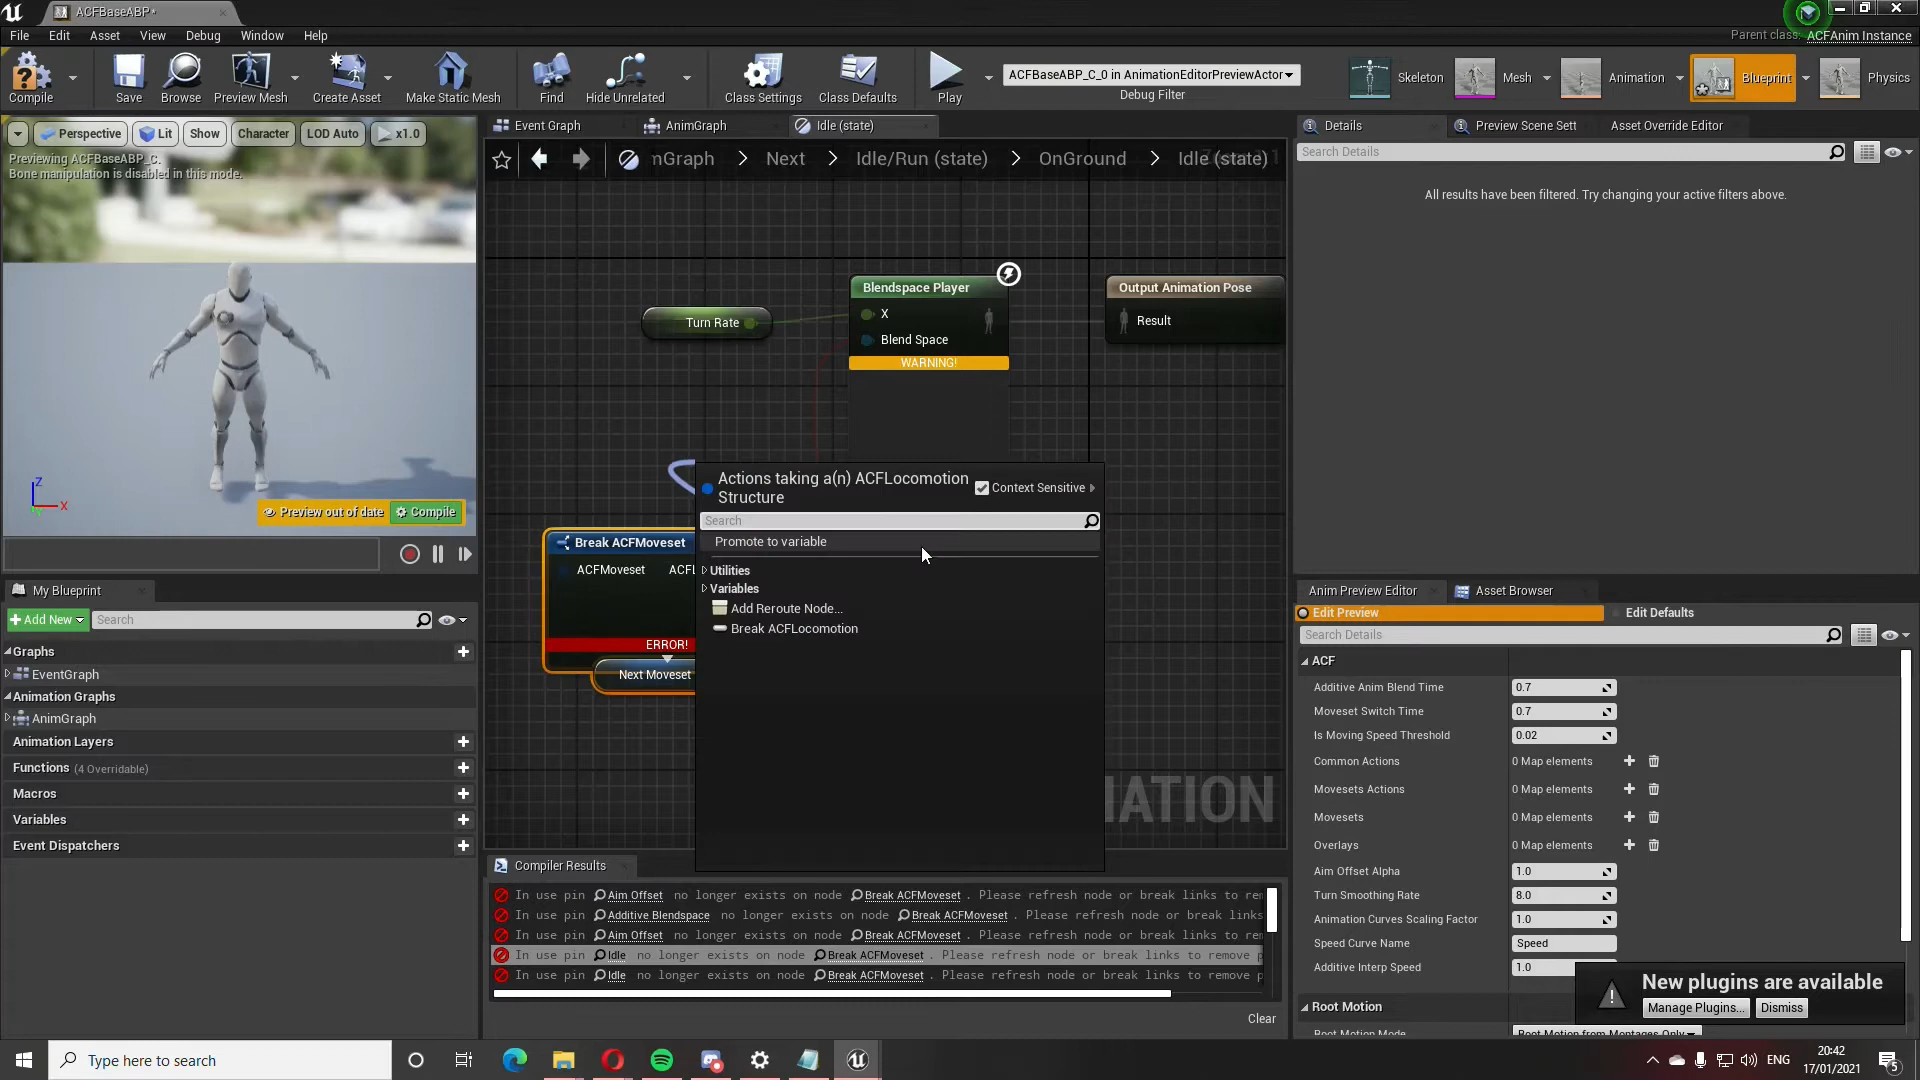 ACFBaseABP*
File Edit Asset View Debug Window Help
Parent class: ACFAnim Instance
Compile
Save
Browse
Preview Mesh
Create Asset
Make Static Mesh
Find
Hide Unrelated
Class Settings
Class Defaults
Play
ACFBaseABP_C_0 in AnimationEditorPreviewActor
Debug Filter
Skeleton
Mesh
Animation
Blueprint
Physics
Perspective Lit Show Character LOD Auto x1.0
Previewing ACFBaseABP_C.
Bone manipulation is disabled in this mode.
Z
X
Preview out of date Compile
Event Graph AnimGraph Idle (state)
mGraph > Next > Idle/Run (state) > OnGround > Idle (state)
Turn Rate
Blendspace Player
X
Blend Space
WARNING!
Output Animation Pose
Result
Break ACFMoveset
ACFMoveset ACFL
ERROR!
Next Moveset
Actions taking a(n) ACFLocomotion
Structure
Context Sensitive
Search
Promote to variable
Utilities
Variables
Add Reroute Node...
Break ACFLocomotion
MATION
My Blueprint
Add New Search
Graphs
EventGraph
Animation Graphs
AnimGraph
Animation Layers
Functions (4 Overridable)
Macros
Variables
Event Dispatchers
Compiler Results
In use pin Aim Offset no longer exists on node Break ACFMoveset . Please refresh node or break links to re
In use pin Additive Blendspace no longer exists on node Break ACFMoveset . Please refresh node or break links
In use pin Aim Offset no longer exists on node Break ACFMoveset . Please refresh node or break links to re
In use pin Idle no longer exists on node Break ACFMoveset . Please refresh node or break links to remove p
In use pin Idle no longer exists on node Break ACFMoveset . Please refresh node or break links to remove p
Clear
Details Preview Scene Sett Asset Override Editor
Search Details
All results have been filtered. Try changing your active filters above.
Anim Preview Editor Asset Browser
Edit Preview Edit Defaults
Search Details
ACF
Additive Anim Blend Time 0.7
Moveset Switch Time 0.7
Is Moving Speed Threshold 0.02
Common Actions 0 Map elements
Movesets Actions 0 Map elements
Movesets 0 Map elements
Overlays 0 Map elements
Aim Offset Alpha 1.0
Turn Smoothing Rate 8.0
Animation Curves Scaling Factor 1.0
Speed Curve Name Speed
Additive Interp Speed 1.0
Root Motion
Root Motion Mode Root Motion from Montages Only
New plugins are available
Manage Plugins... Dismiss
Type here to search
ENG
20:42
17/01/2021
5